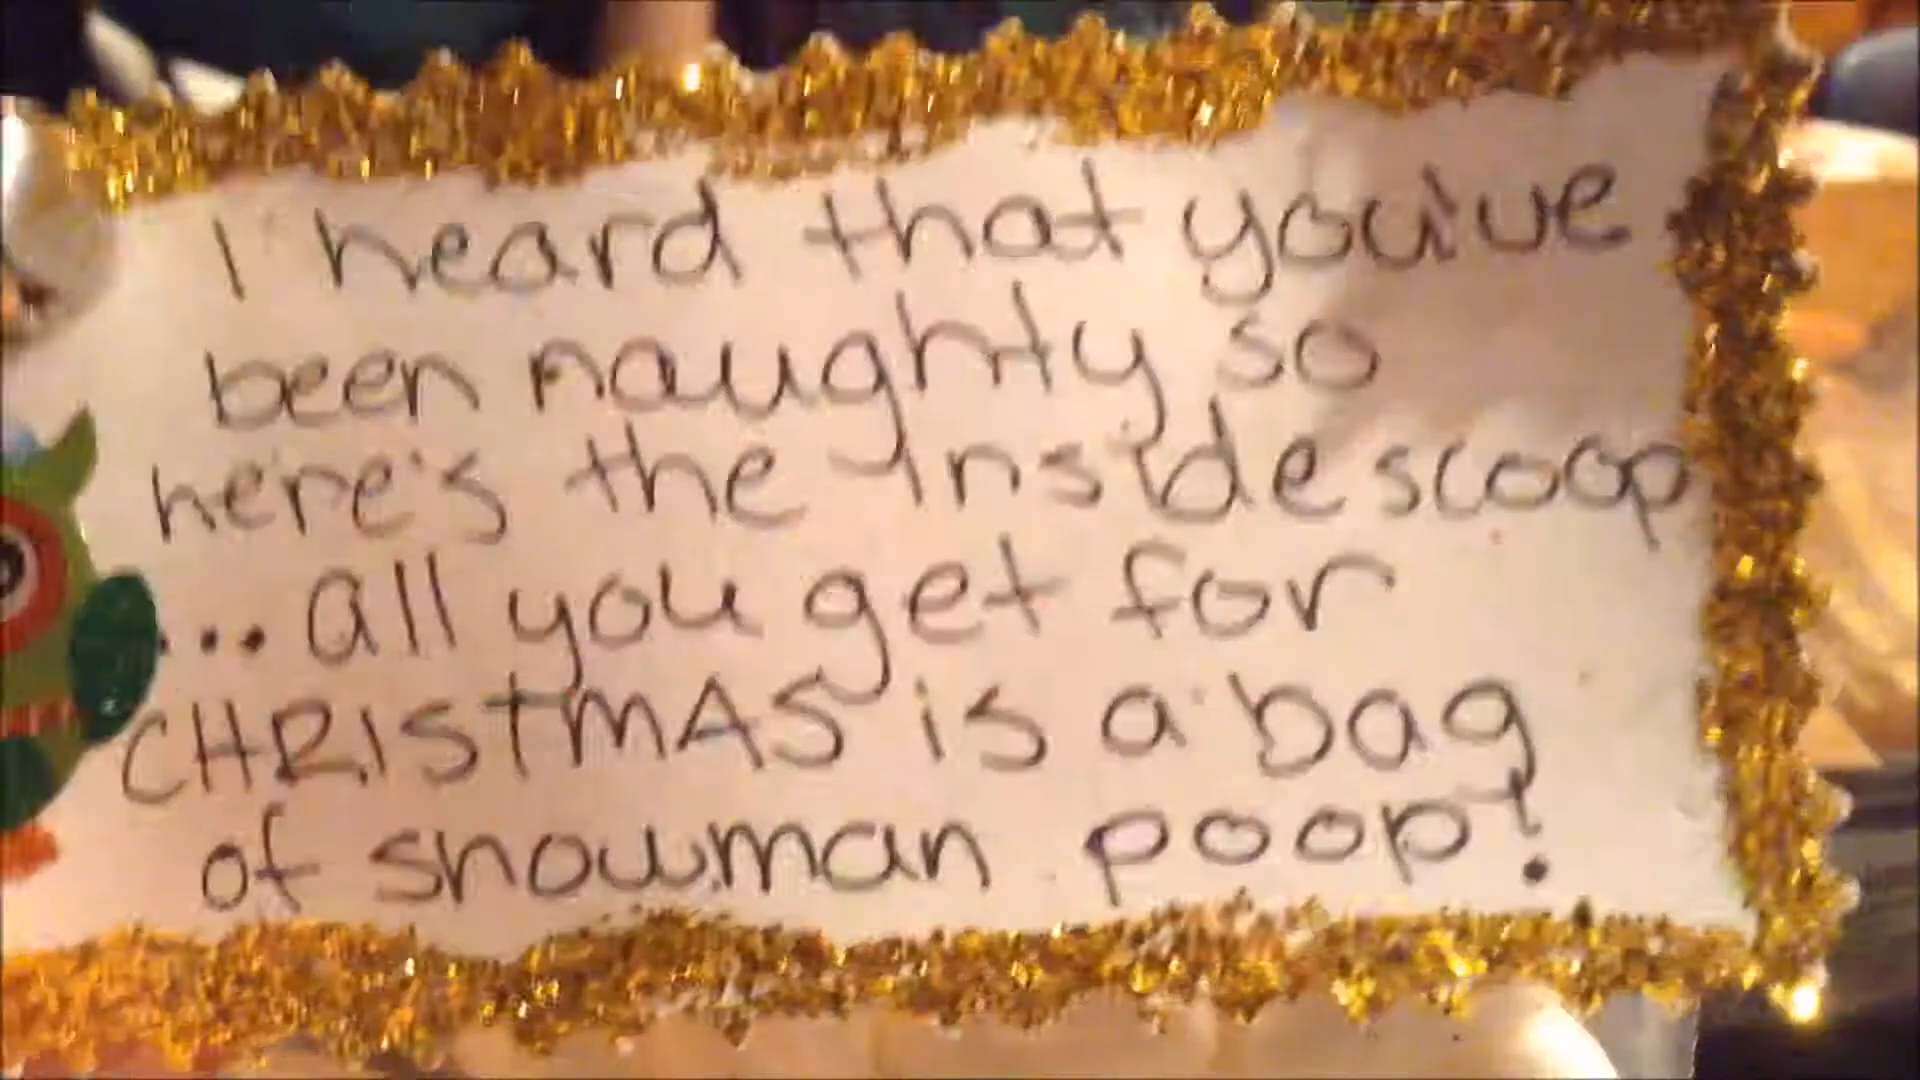 I heard that you've
been naughty so
here's the inside scoop
...all you get for
CHRIStMAS is a bag
of snowman poop!